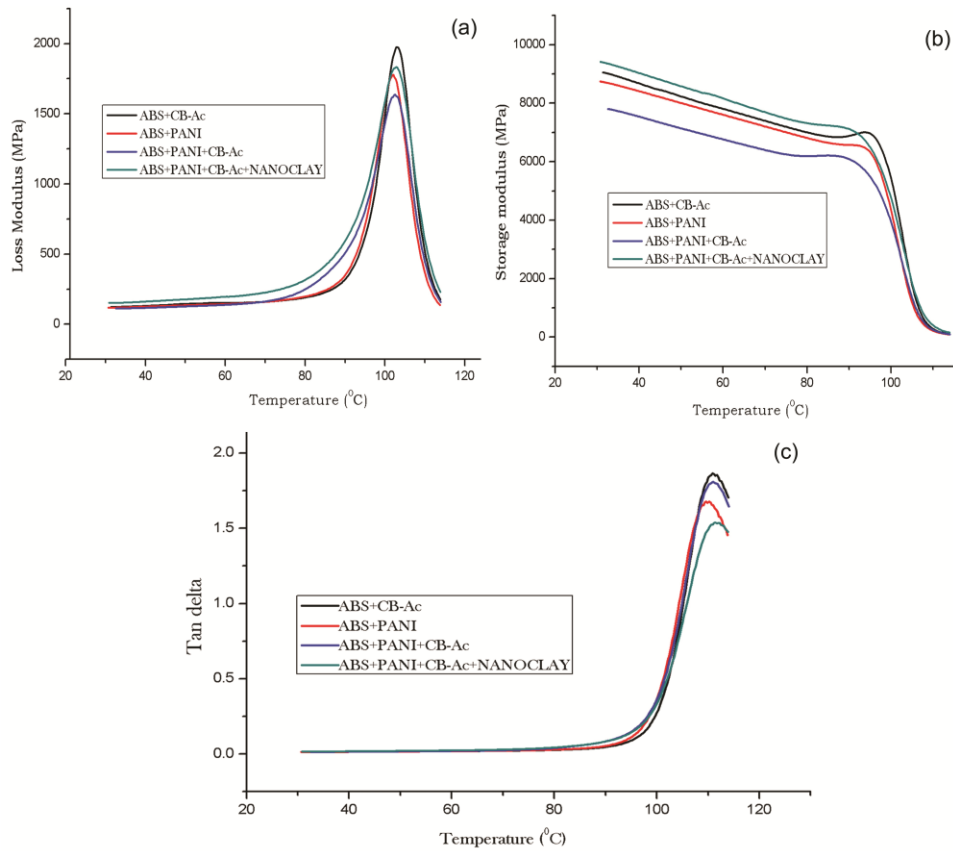 (a)
2000
1500
1000
500
0
Loss Modulus (MPa)
ABS+CB-Ac
ABS+PANI
ABS+PANI+CB-Ac
ABS+PANI+CB-Ac+NANOCLAY
20 40 60 80 100 120
Temperature (⁰C)
(b)
10000
8000
6000
4000
2000
0
Storage modulus (MPa)
ABS+CB-Ac
ABS+PANI
ABS+PANI+CB-Ac
ABS+PANI+CB-Ac+NANOCLAY
20 40 60 80 100
Temperature (⁰C)
(c)
2.0
1.5
1.0
0.5
0.0
Tan delta
ABS+CB-Ac
ABS+PANI
ABS+PANI+CB-Ac
ABS+PANI+CB-Ac+NANOCLAY
20 40 60 80 100 120
Temperature (⁰C)